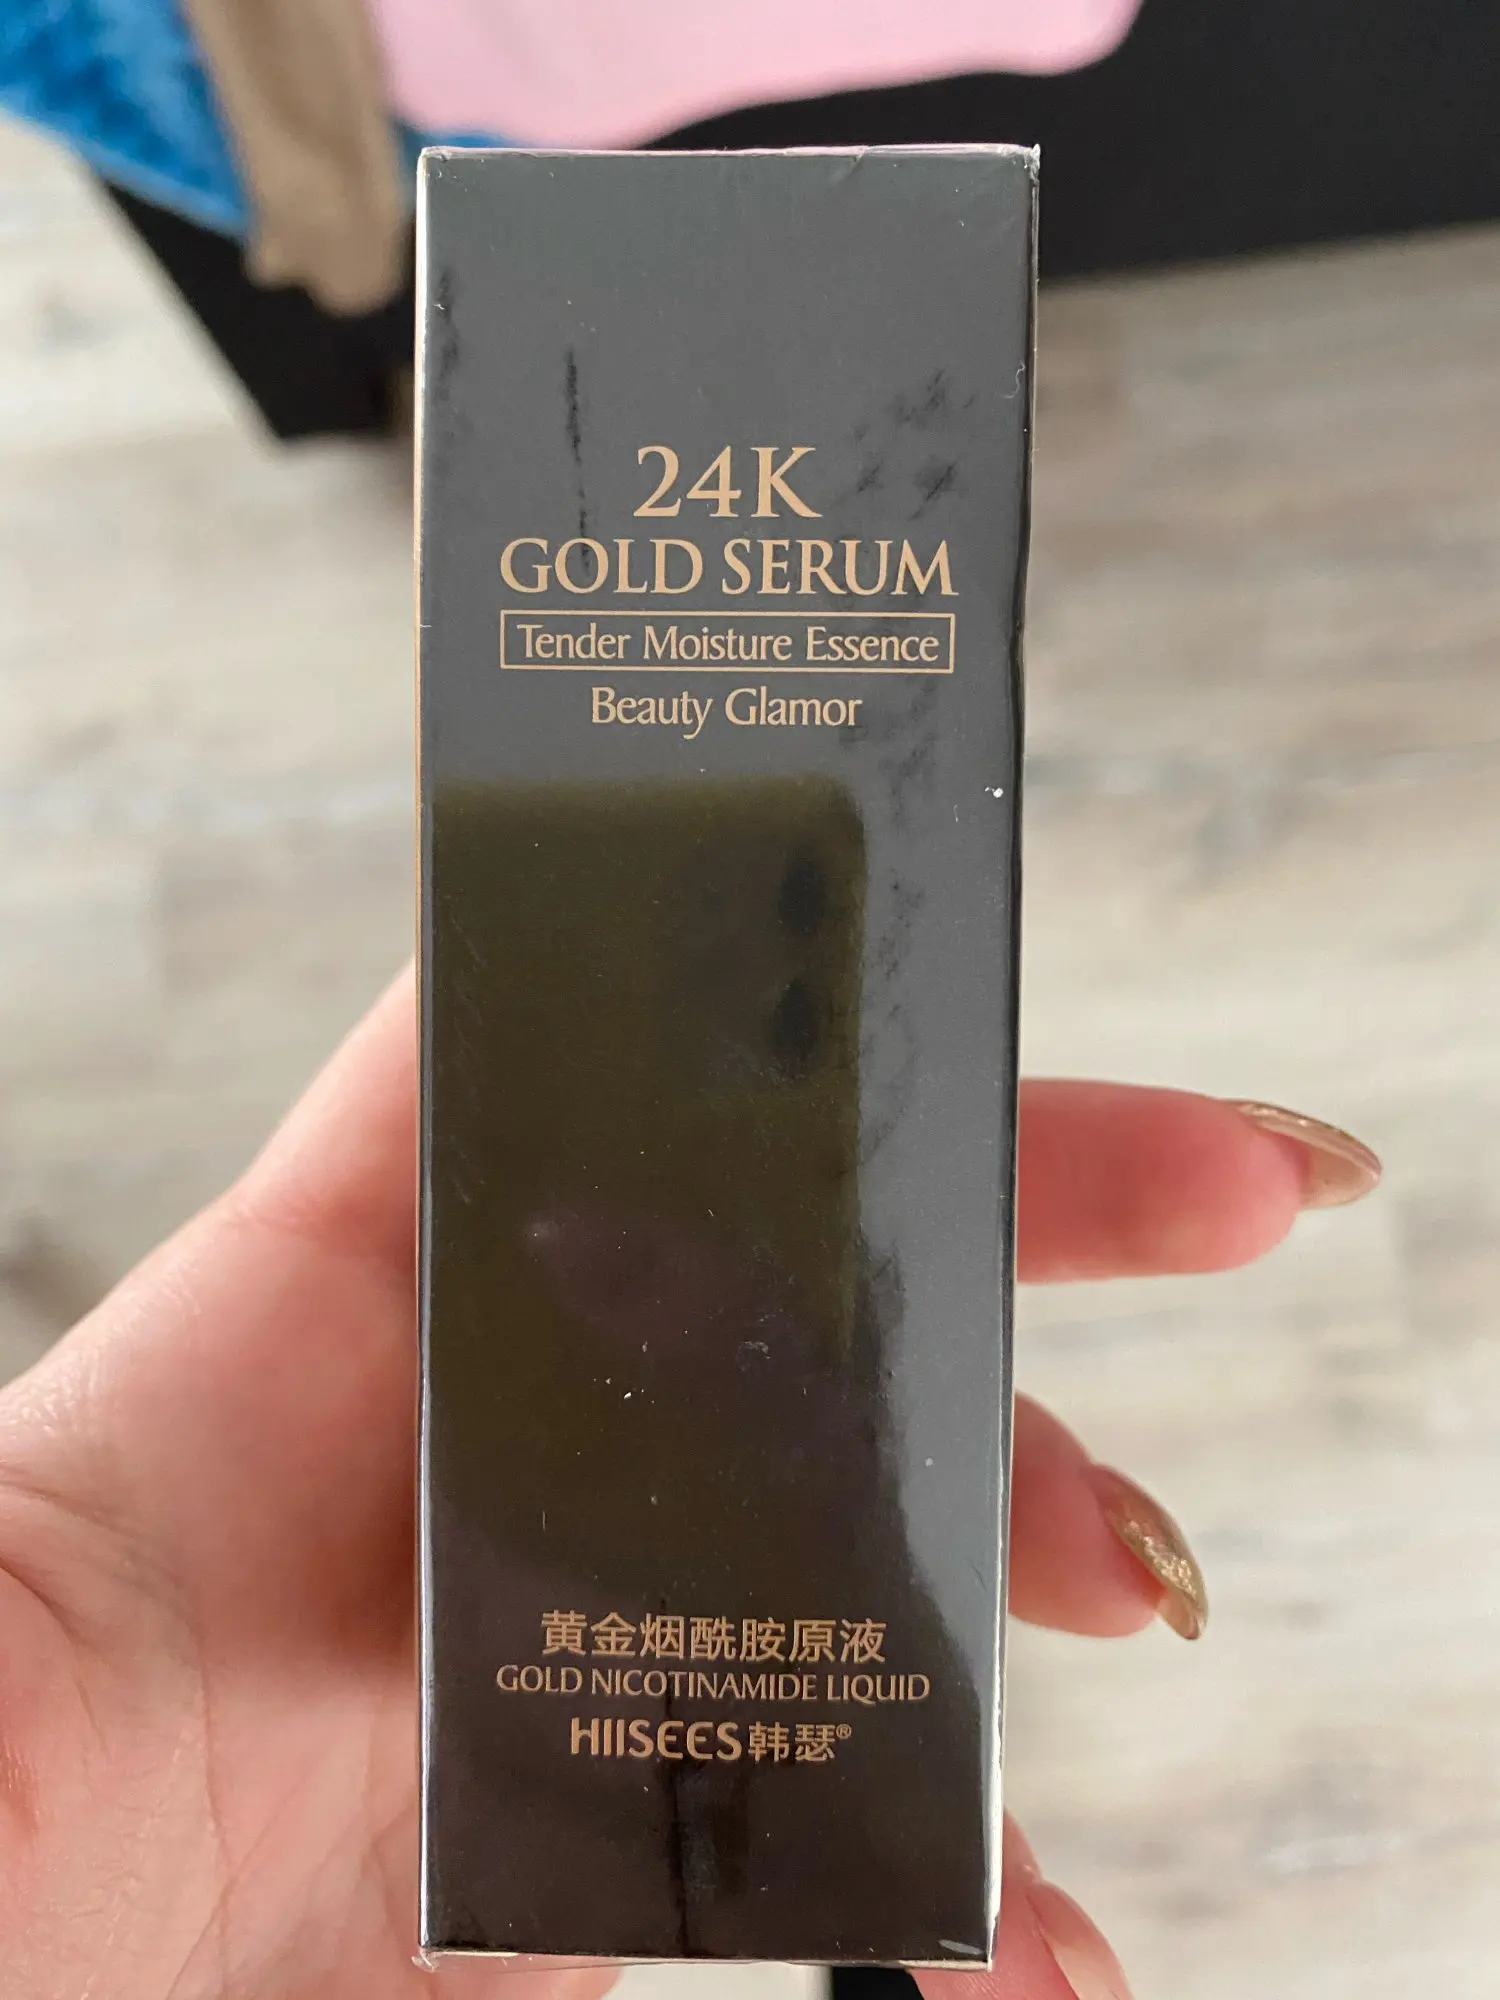 24K
GOLD SERUM
Tender Moisture Essence
Beauty Glamor
黄金烟酰胺原液
GOLD NICOTINAMIDE LIQUID
HIISEES韩瑟®